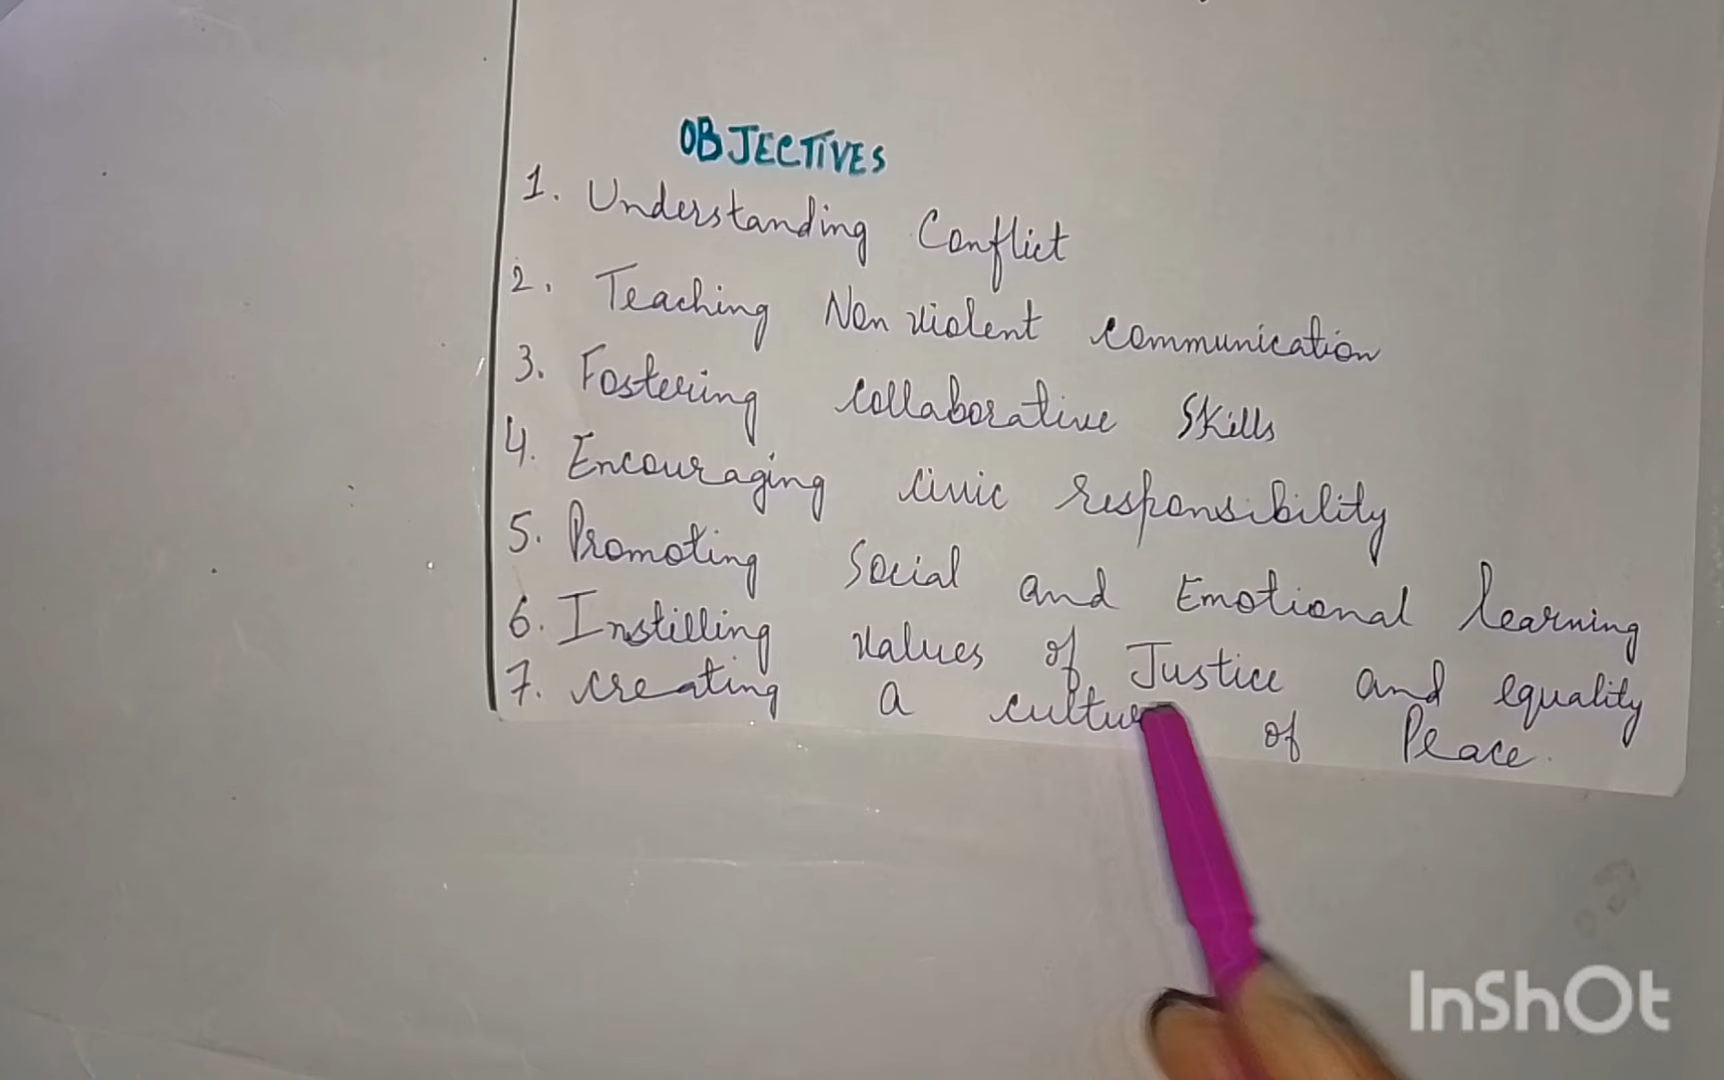 OBJECTIVES
1. Understanding Conflict
2. Teaching Non violent communication
3. Fostering collaborative Skills
4. Encouraging civic responsibility
5. Promoting Social and Emotional learning
6. Instilling values of Justice and equality
7. creating a culture of Peace.
InShOt